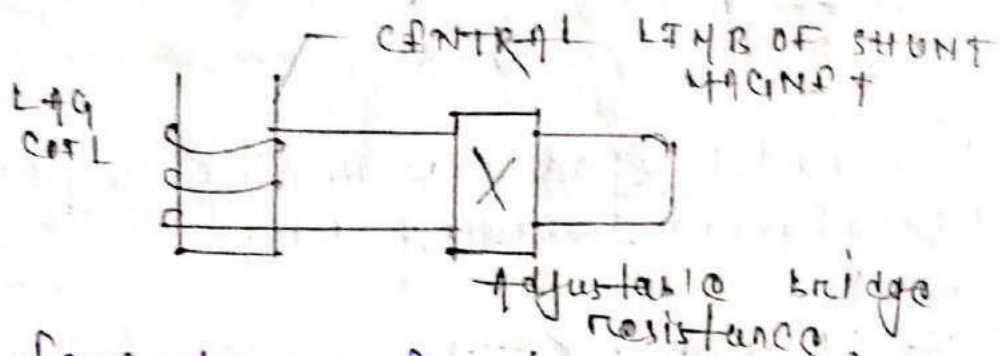 CENTRAL LIMB OF SHUNT
MAGNET
LAG
COIL
X
Adjustable bridge
resistance